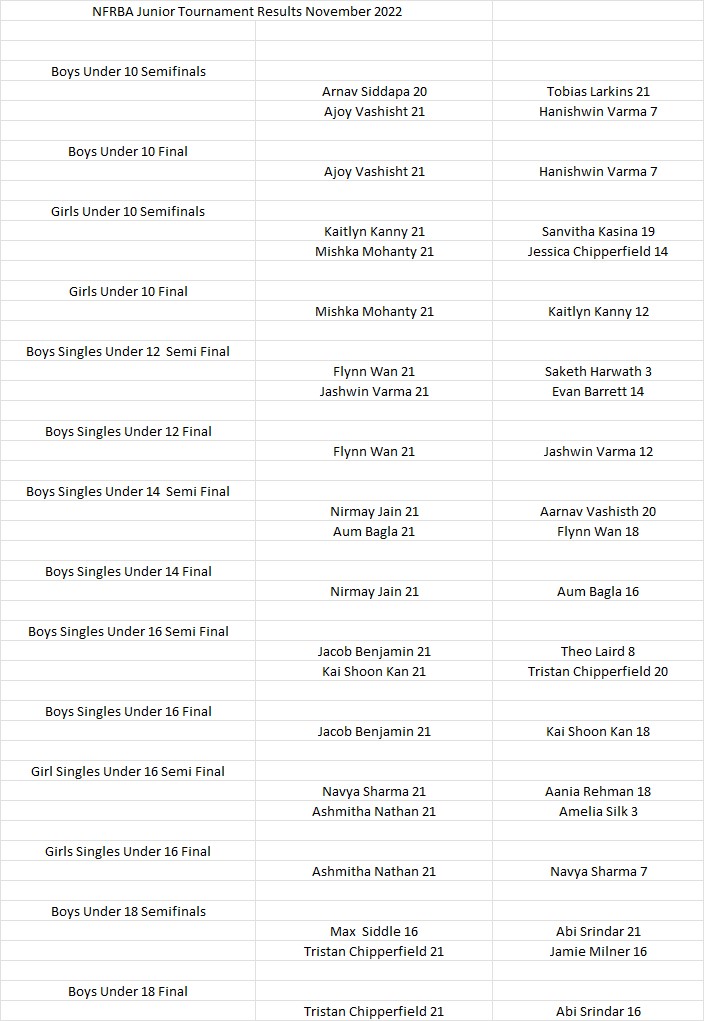 NFRBA Junior Tournament Results November 2022
Boys Under 10 Semifinals
Arnav Siddapa 20 Tobias Larkins 21
Ajoy Vashisht 21 Hanishwin Varma 7
Boys Under 10 Final
Ajoy Vashisht 21 Hanishwin Varma 7
Girls Under 10 Semifinals
Kaitlyn Kanny 21 Sanvitha Kasina 19
Mishka Mohanty 21 Jessica Chipperfield 14
Girls Under 10 Final
Mishka Mohanty 21 Kaitlyn Kanny 12
Boys Singles Under 12 Semi Final
Flynn Wan 21 Saketh Harwath 3
Jashwin Varma 21 Evan Barrett 14
Boys Singles Under 12 Final
Flynn Wan 21 Jashwin Varma 12
Boys Singles Under 14 Semi Final
Nirmay Jain 21 Aarnav Vashisth 20
Aum Bagla 21 Flynn Wan 18
Boys Singles Under 14 Final
Nirmay Jain 21 Aum Bagla 16
Boys Singles Under 16 Semi Final
Jacob Benjamin 21 Theo Laird 8
Kai Shoon Kan 21 Tristan Chipperfield 20
Boys Singles Under 16 Final
Jacob Benjamin 21 Kai Shoon Kan 18
Girl Singles Under 16 Semi Final
Navya Sharma 21 Aania Rehman 18
Ashmitha Nathan 21 Amelia Silk 3
Girls Singles Under 16 Final
Ashmitha Nathan 21 Navya Sharma 7
Boys Under 18 Semifinals
Max Siddle 16 Abi Srindar 21
Tristan Chipperfield 21 Jamie Milner 16
Boys Under 18 Final
Tristan Chipperfield 21 Abi Srindar 16